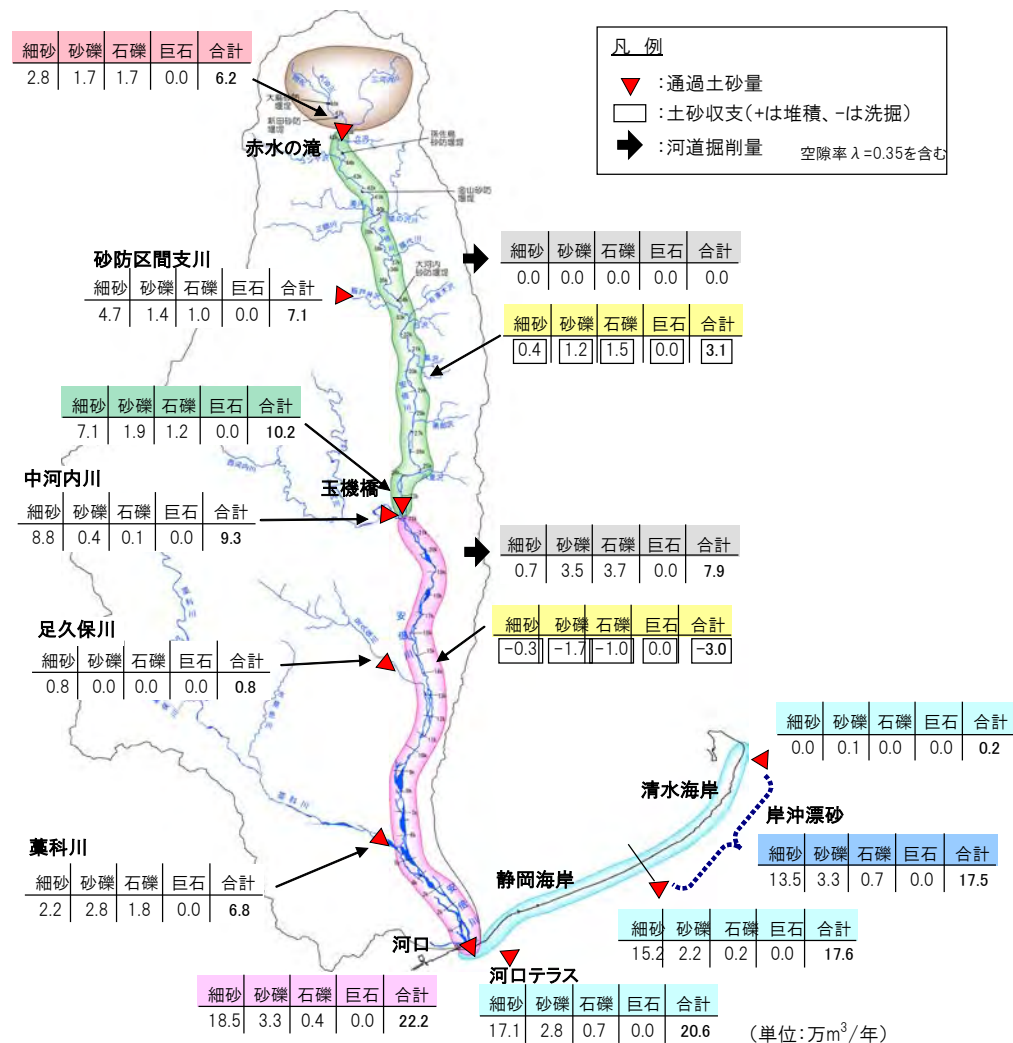 凡 例
:通過土砂量
:土砂収支(+は堆積、-は洗掘)
:河道掘削量 空隙率λ=0.35を含む
細砂 砂礫 石礫 巨石 合計
2.8 1.7 1.7 0.0 6.2
赤水の滝
砂防区間支川
細砂 砂礫 石礫 巨石 合計
4.7 1.4 1.0 0.0 7.1
細砂 砂礫 石礫 巨石 合計
0.0 0.0 0.0 0.0 0.0
細砂 砂礫 石礫 巨石 合計
0.4 1.2 1.5 0.0 3.1
細砂 砂礫 石礫 巨石 合計
7.1 1.9 1.2 0.0 10.2
玉機橋
中河内川
細砂 砂礫 石礫 巨石 合計
8.8 0.4 0.1 0.0 9.3
細砂 砂礫 石礫 巨石 合計
0.7 3.5 3.7 0.0 7.9
細砂 砂礫 石礫 巨石 合計
-0.3 -1.7 -1.0 0.0 -3.0
足久保川
細砂 砂礫 石礫 巨石 合計
0.8 0.0 0.0 0.0 0.8
細砂 砂礫 石礫 巨石 合計
0.0 0.1 0.0 0.0 0.2
清水海岸
岸沖漂砂
細砂 砂礫 石礫 巨石 合計
13.5 3.3 0.7 0.0 17.5
藁科川
細砂 砂礫 石礫 巨石 合計
2.2 2.8 1.8 0.0 6.8
静岡海岸
細砂 砂礫 石礫 巨石 合計
15.2 2.2 0.2 0.0 17.6
河口
河口テラス
細砂 砂礫 石礫 巨石 合計
18.5 3.3 0.4 0.0 22.2
細砂 砂礫 石礫 巨石 合計
17.1 2.8 0.7 0.0 20.6
(単位:万m³/年)